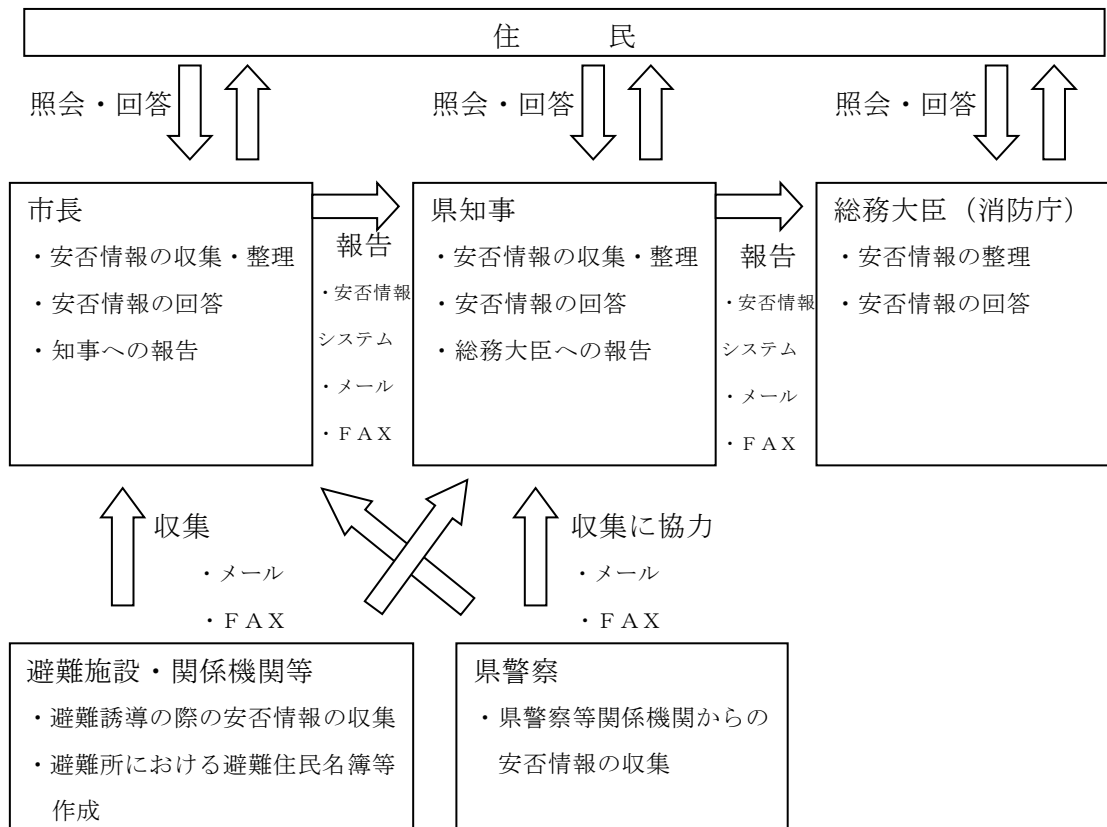 住　　民
照会・回答
照会・回答
照会・回答
市長
・安否情報の収集・整理
・安否情報の回答
・知事への報告
報告
・安否情報
システム
・メール
・ＦＡＸ
県知事
・安否情報の収集・整理
・安否情報の回答
・総務大臣への報告
報告
・安否情報
システム
・メール
・ＦＡＸ
総務大臣（消防庁）
・安否情報の整理
・安否情報の回答
収集
・メール
・ＦＡＸ
収集に協力
・メール
・ＦＡＸ
避難施設・関係機関等
・避難誘導の際の安否情報の収集
・避難所における避難住民名簿等
作成
県警察
・県警察等関係機関からの
安否情報の収集